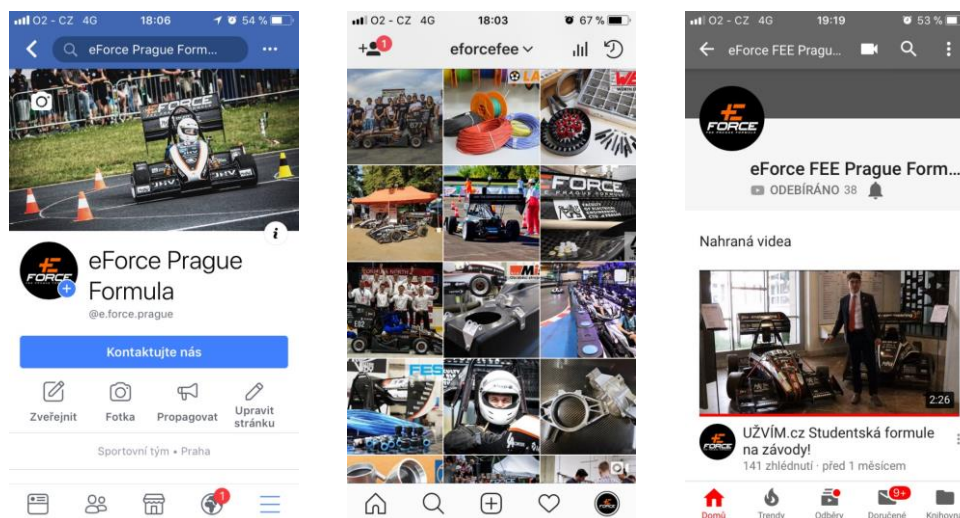 O2 - CZ 4G 18:06 54 %
eForce Prague Form...
FORCE
eForce Prague
Formula
@e.force.prague
Kontaktujte nás
Zveřejnit Fotka Propagovat Upravit
stránku
Sportovní tým • Praha
1
O2 - CZ 4G 18:03 67 %
1
eforcefee
FORCE
O2 - CZ 4G 19:19 53 %
eForce FEE Pragu...
FORCE
eForce FEE Prague Form...
ODEBÍRÁNO 38
Nahraná videa
2:26
UŽVÍM.cz Studentská formule
na závody!
141 zhlédnutí · před 1 měsícem
9+
Domů Trendy Odběry Doručené Knihovna